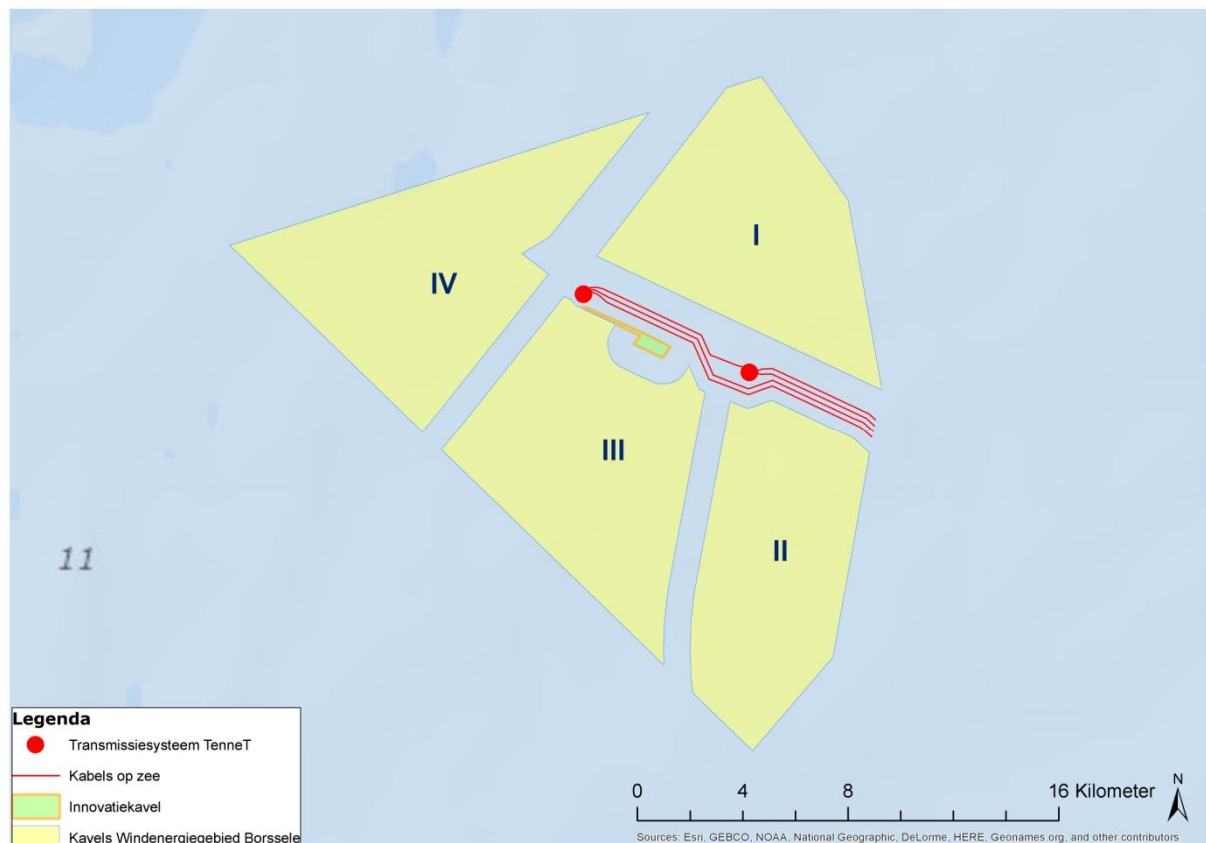 I
IV
III
II
11
Legenda
Transmissiesysteem TenneT
Kabels op zee
Innovatiekavel
Kavels Windenergiegebied Borssele
0 4 8 16 Kilometer
N
Sources: Esri, GEBCO, NOAA, National Geographic, DeLorme, HERE, Geonames.org, and other contributors